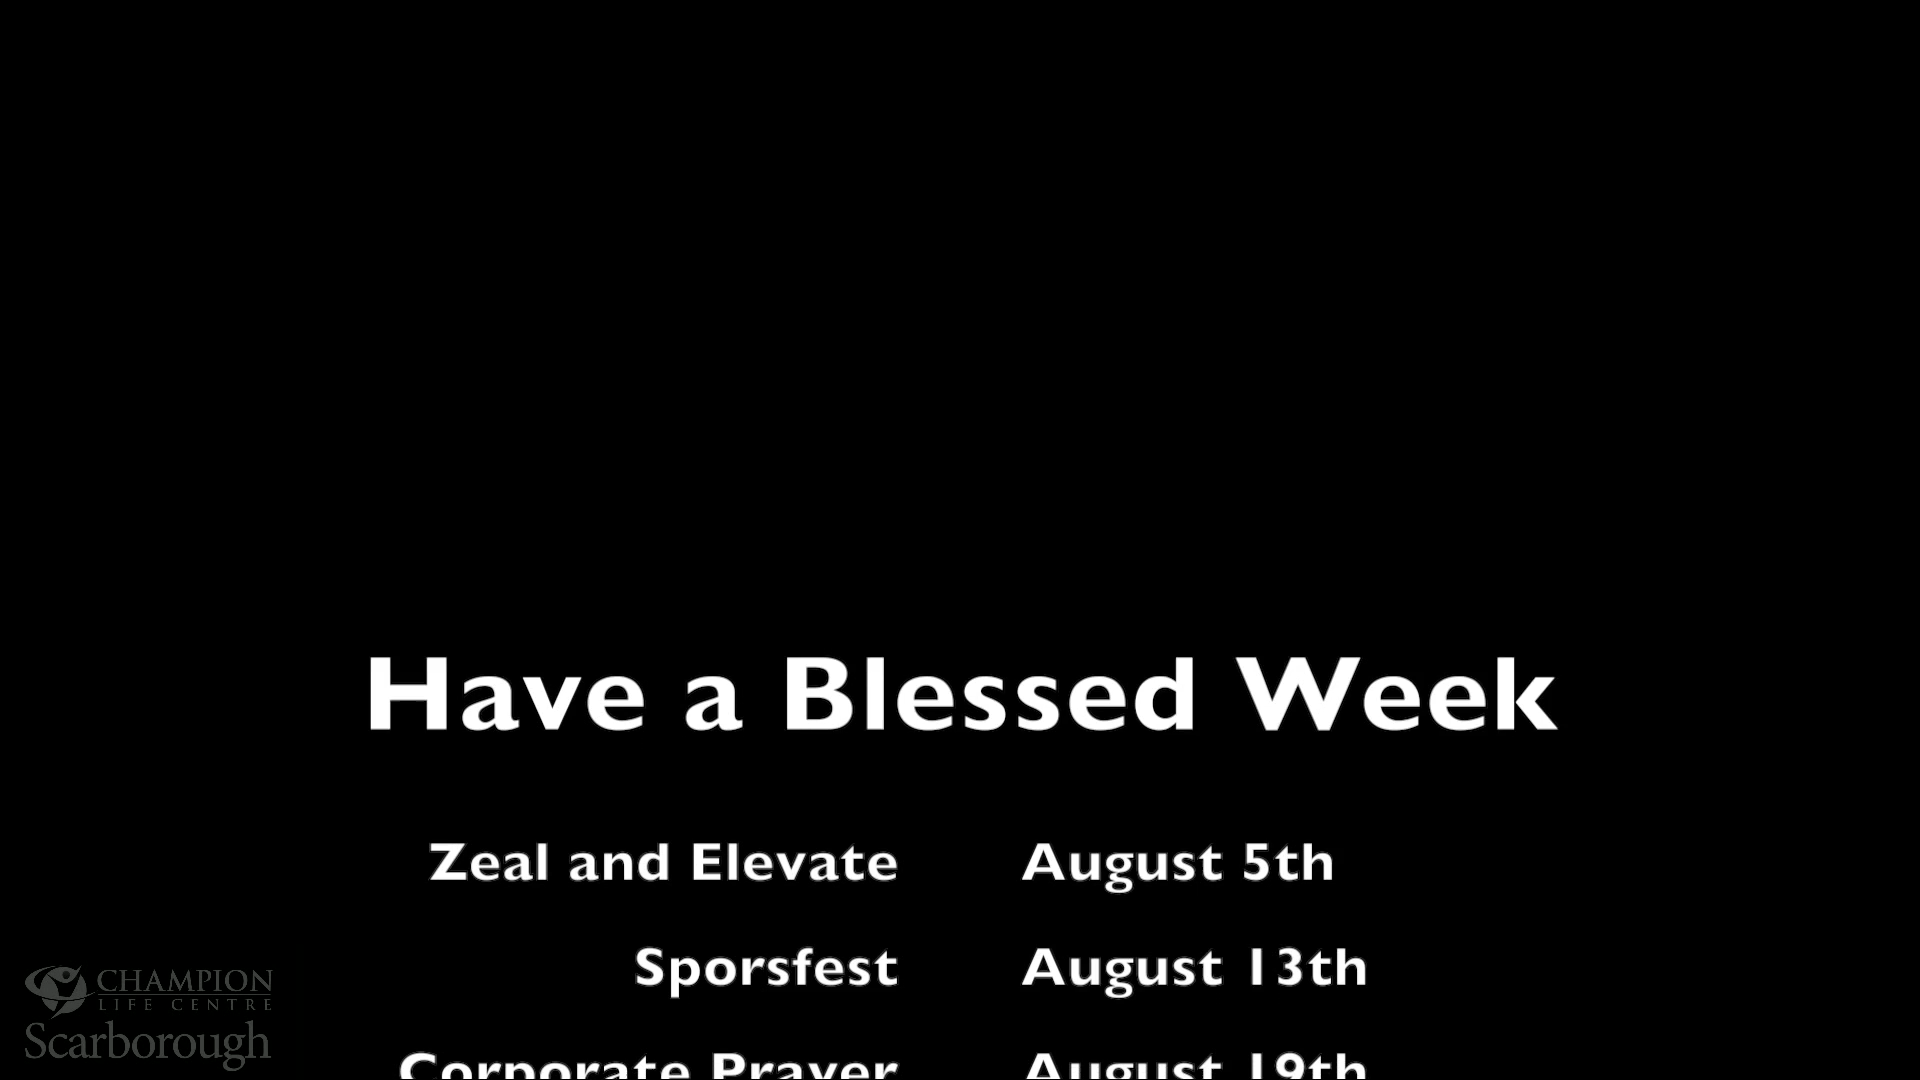 Have a Blessed Week
Zeal and Elevate August 5th
Sporsfest August 13th
Corporate Prayer August 19th
CHAMPION
LIFE CENTRE
Scarborough